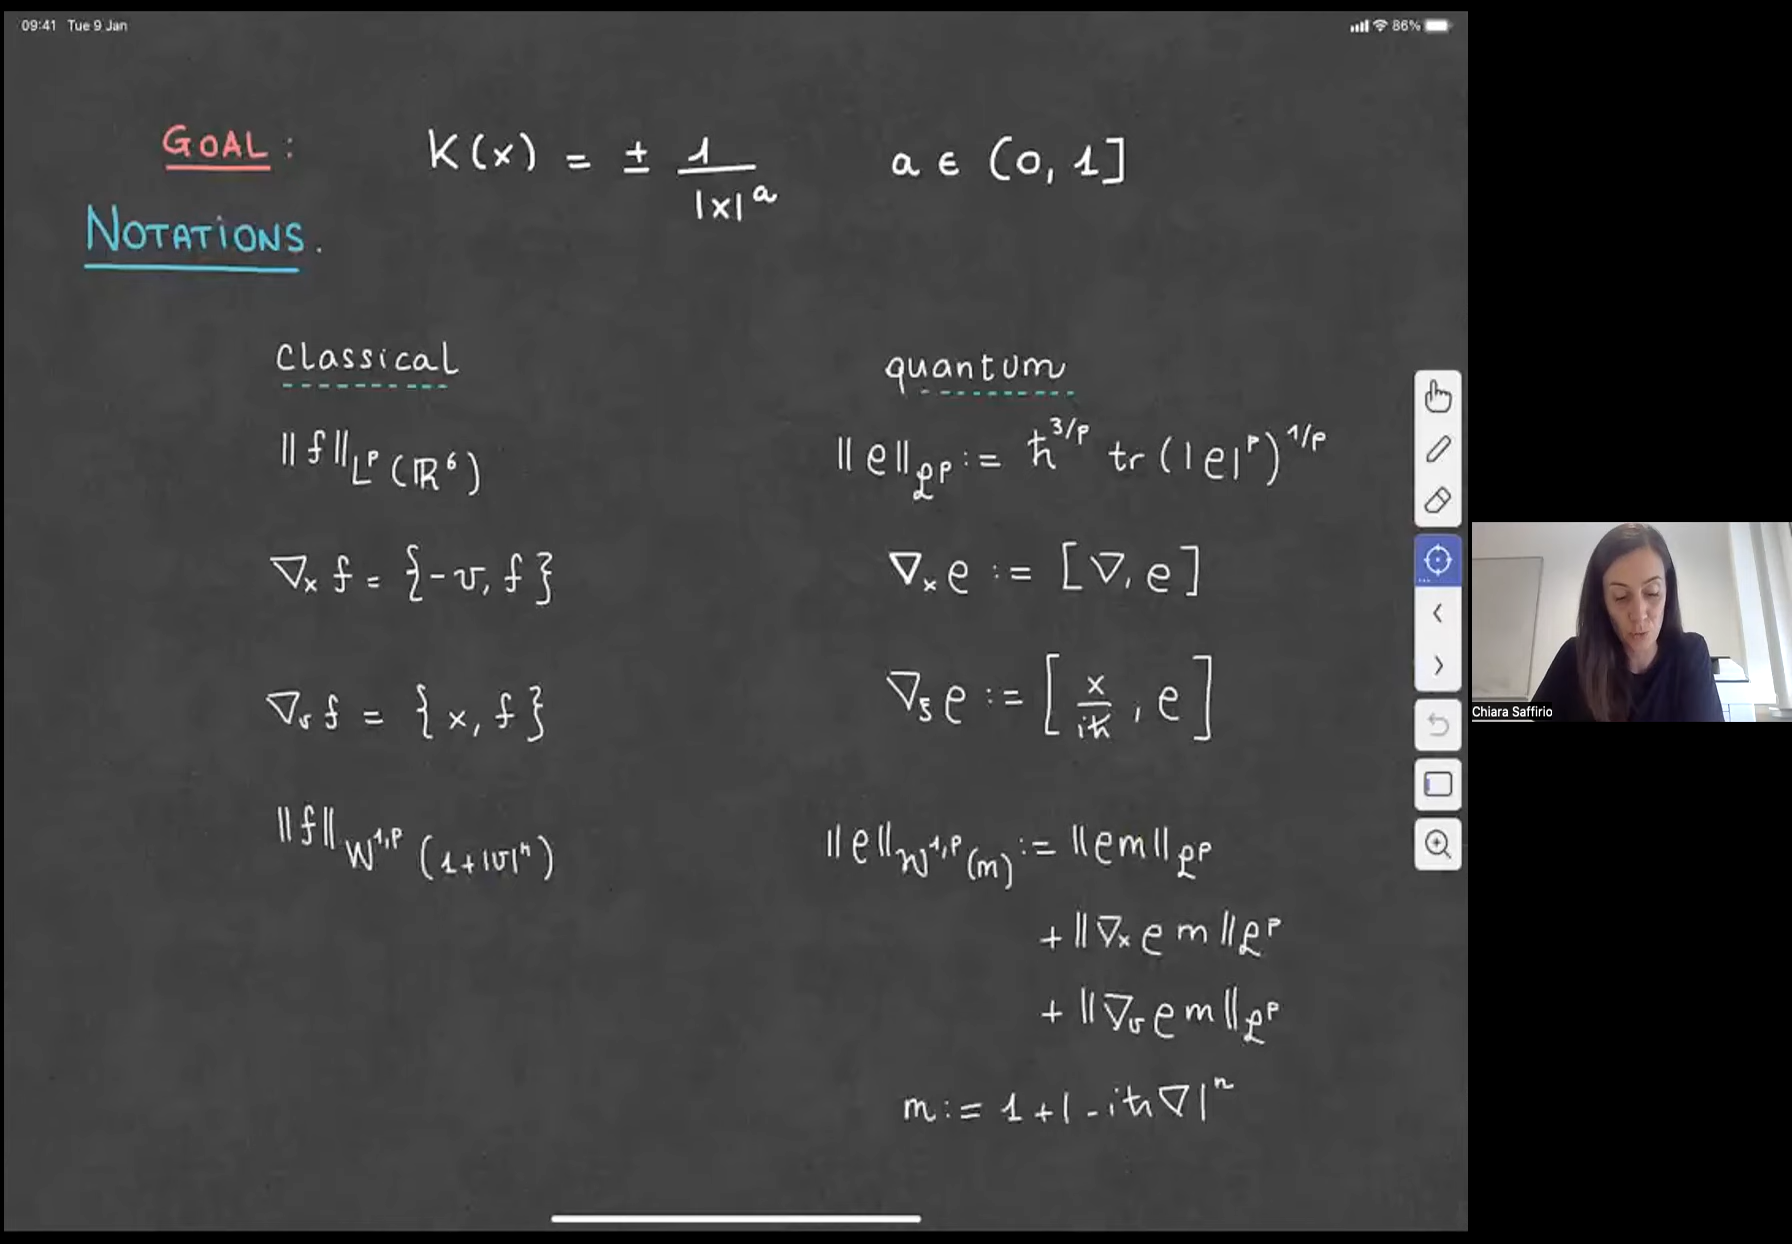 09:41 Tue 9 Jan
86%
GOAL: K(x) = ± 1/|x|^a a ∈ (0, 1]
NOTATIONS.
classical
quantum
||f||_{L^p (ℝ^6)}
||ρ||_{𝓛^p} := ħ^{3/p} tr(|ρ|^p)^{1/p}
∇_x f = {-v, f}
∇_x ρ := [∇, ρ]
∇_v f = {x, f}
∇_ξ ρ := [x/iħ, ρ]
||f||_{W^{1,p} (1+|v|^n)}
||ρ||_{𝒲^{1,p}(m)} := ||ρm||_{𝓛^p}
+ ||∇_x ρ m||_{𝓛^p}
+ ||∇_v ρ m||_{𝓛^p}
m := 1 + |-iħ∇|^n
Chiara Saffirio